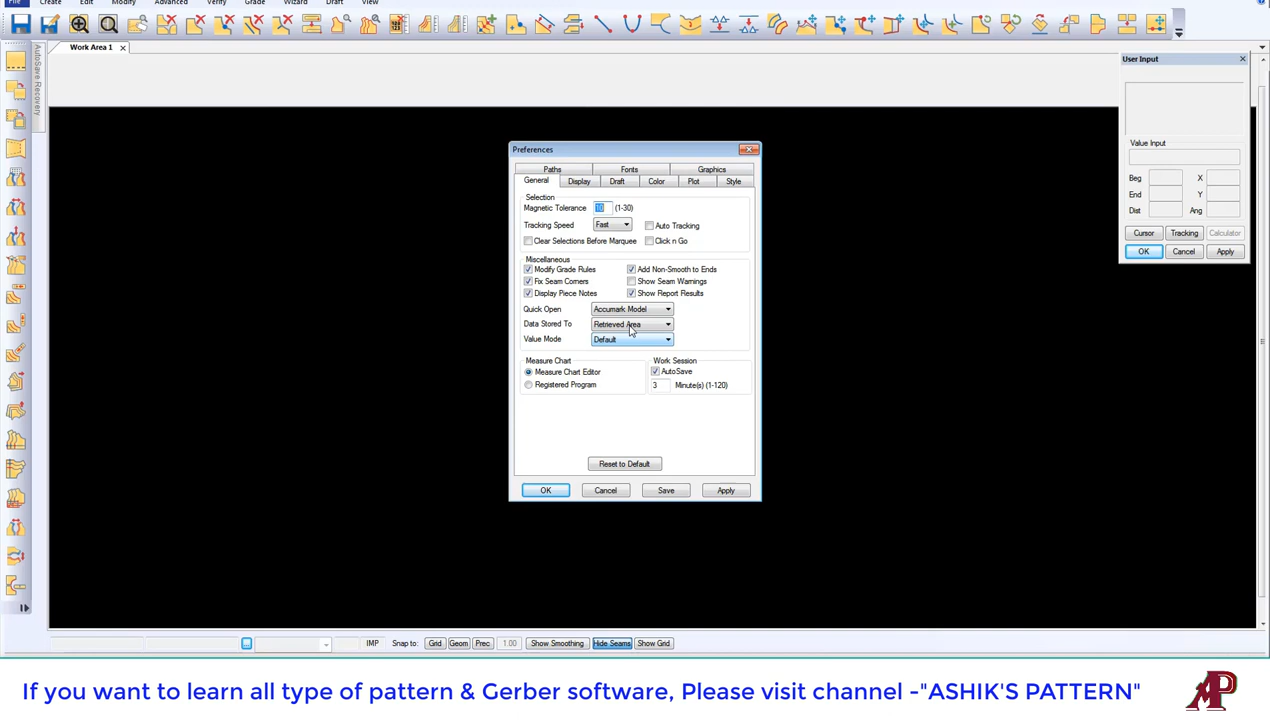 File Create Edit Modify Advanced Verify Grade Wizard Draft View
Work Area 1
AutoSave Recovery
User Input
Value Input
Beg X
End Y
Dist Ang
Cursor Tracking Calculator
OK Cancel Apply
Preferences
Paths Fonts Graphics
General Display Draft Color Plot Style
Selection
Magnetic Tolerance 10 (1-30)
Tracking Speed Fast Auto Tracking
Clear Selections Before Marquee Click n Go
Miscellaneous
Modify Grade Rules Add Non-Smooth to Ends
Fix Seam Corners Show Seam Warnings
Display Piece Notes Show Report Results
Quick Open Accumark Model
Data Stored To Retrieved Area
Value Mode Default
Measure Chart Work Session
Measure Chart Editor AutoSave
Registered Program 3 Minute(s) (1-120)
Reset to Default
OK Cancel Save Apply
IMP Snap to: Grid Geom Prec 1.00 Show Smoothing Hide Seams Show Grid
If you want to learn all type of pattern & Gerber software, Please visit channel -"ASHIK'S PATTERN"
AP